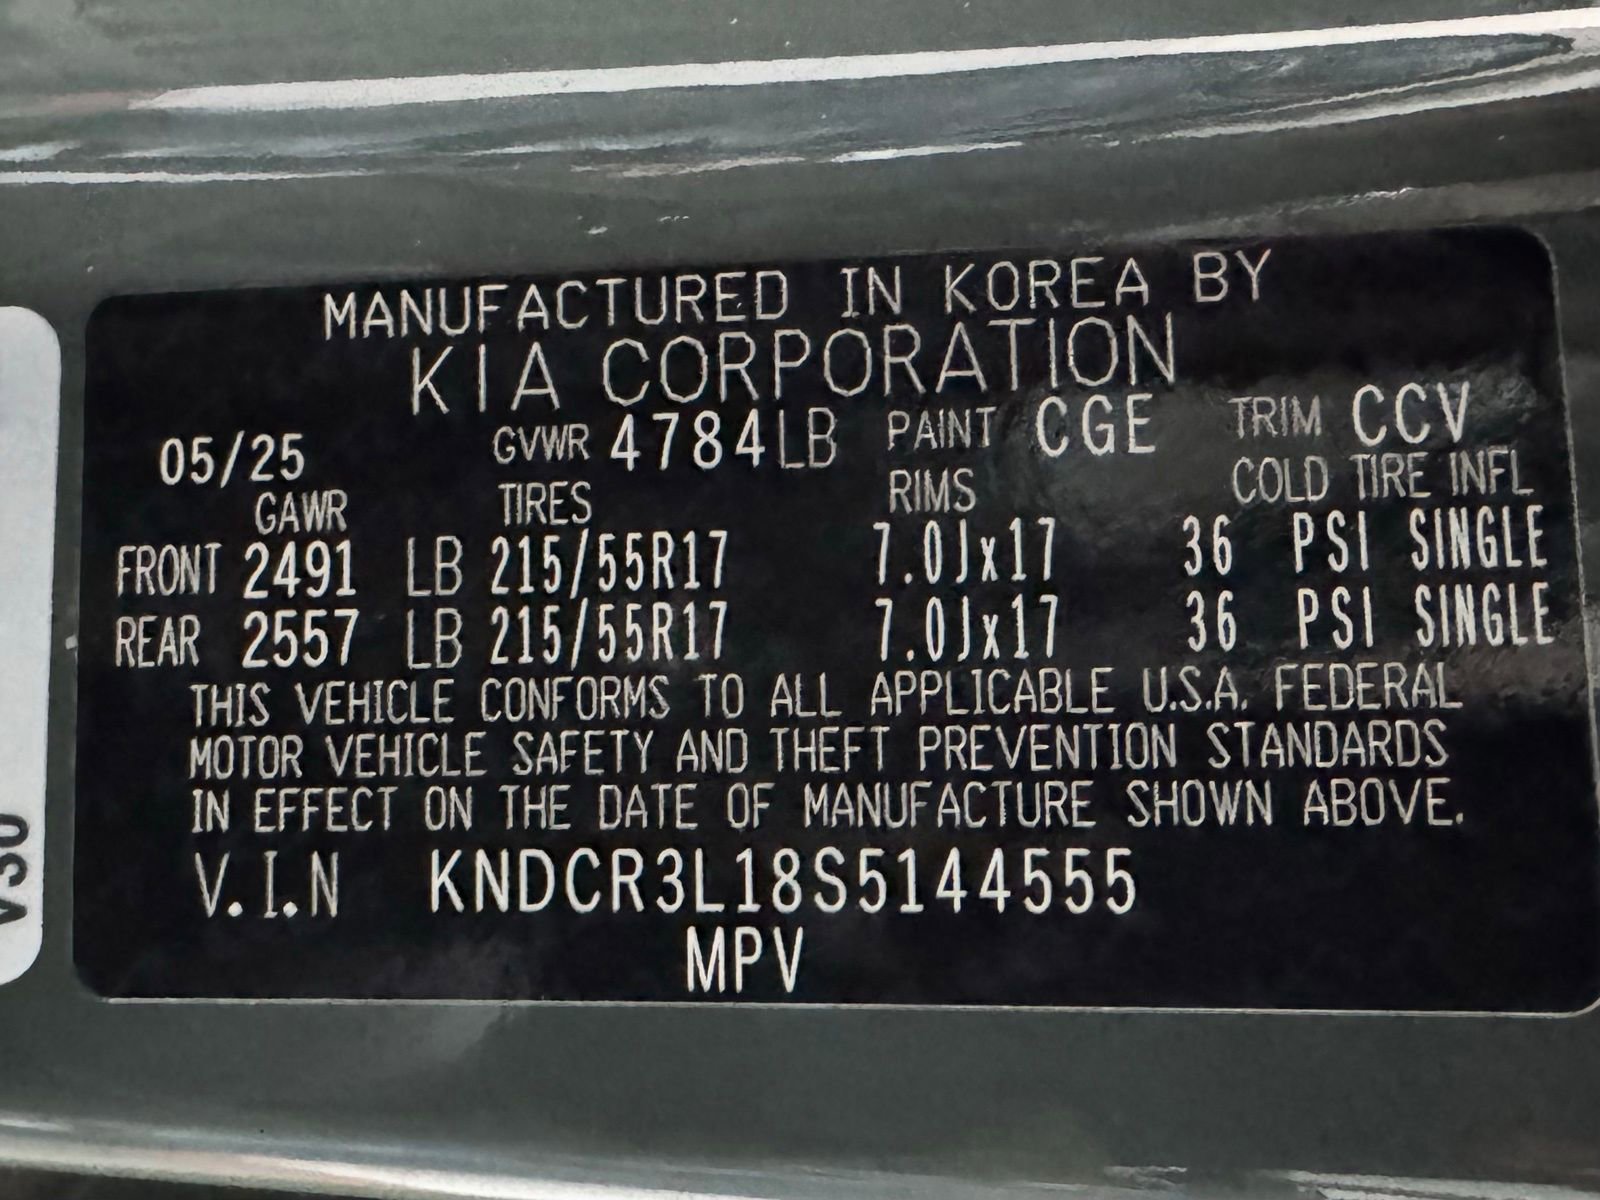 MANUFACTURED IN KOREA BY
KIA CORPORATION
05/25 GVWR 4784LB PAINT CGE TRIM CCV
GAWR TIRES RIMS COLD TIRE INFL
FRONT 2491 LB 215/55R17 7.0Jx17 36 PSI SINGLE
REAR 2557 LB 215/55R17 7.0Jx17 36 PSI SINGLE
THIS VEHICLE CONFORMS TO ALL APPLICABLE U.S.A. FEDERAL
MOTOR VEHICLE SAFETY AND THEFT PREVENTION STANDARDS
IN EFFECT ON THE DATE OF MANUFACTURE SHOWN ABOVE.
V.I.N KNDCR3L18S5144555
MPV